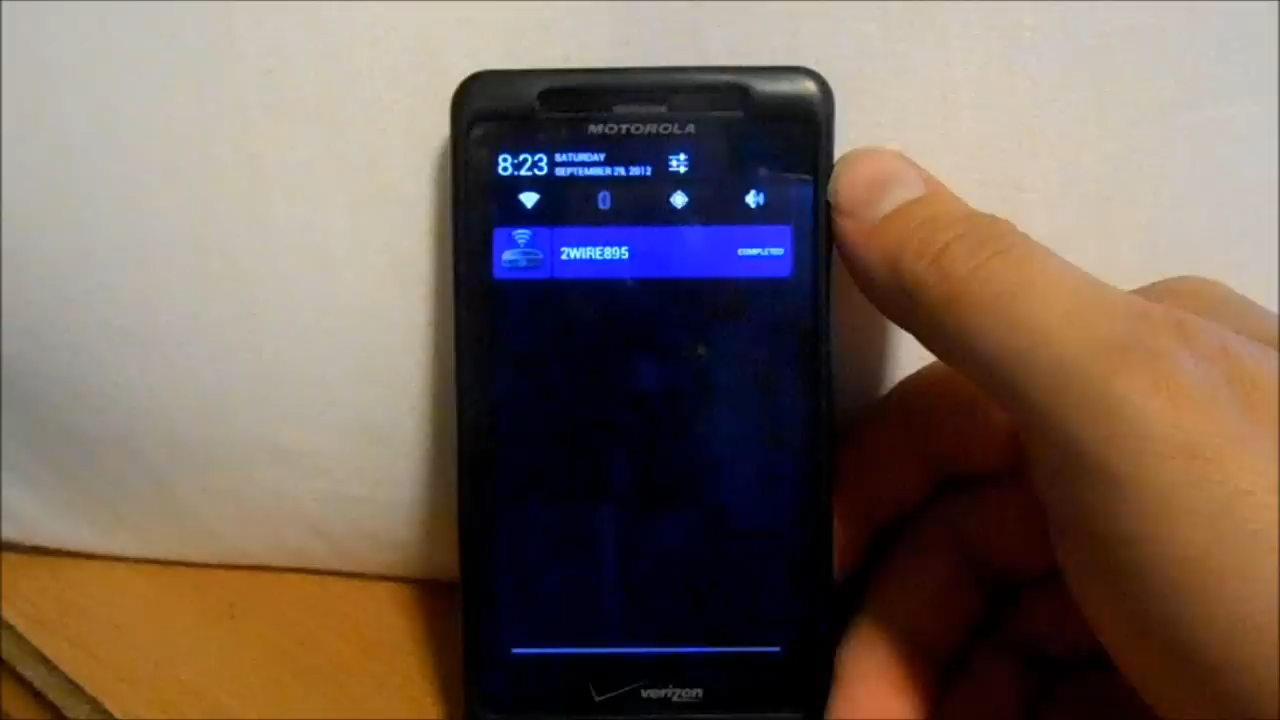 MOTOROLA
8:23
SATURDAY
SEPTEMBER 29, 2012
2WIRE895
COMPLETED
verizon